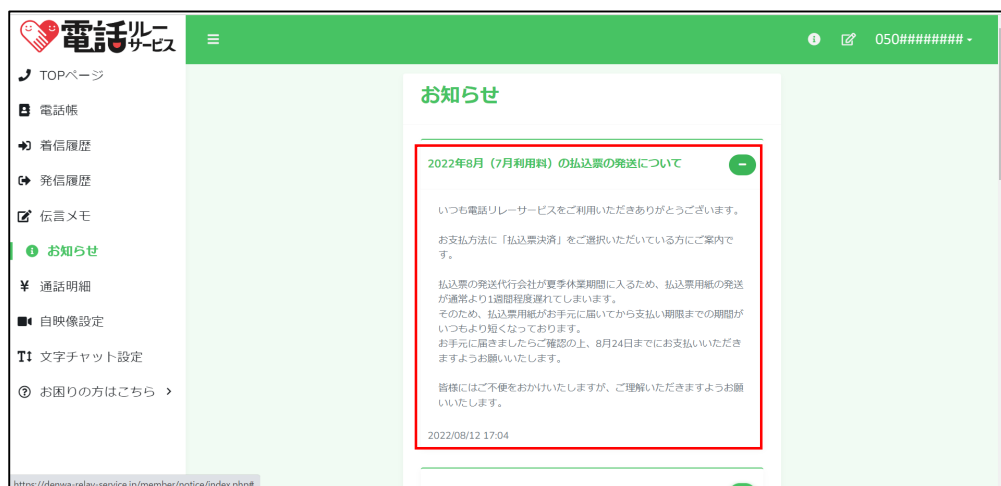 電話リレーサービス
050########
TOPページ
電話帳
着信履歴
発信履歴
伝言メモ
お知らせ
通話明細
自映像設定
文字チャット設定
お困りの方はこちら
お知らせ
2022年8月（7月利用料）の払込票の発送について
いつも電話リレーサービスをご利用いただきありがとうございます。
お支払方法に「払込票決済」をご選択いただいている方にご案内で
す。
払込票の発送代行会社が夏季休業期間に入るため、払込票用紙の発送
が通常より1週間程度遅れてしまいます。
そのため、払込票用紙がお手元に届いてから支払い期限までの期間が
いつもより短くなっております。
お手元に届きましたらご確認の上、8月24日までにお支払いいただき
ますようお願いいたします。
皆様にはご不便をおかけいたしますが、ご理解いただきますようお願
いいたします。
2022/08/12 17:04
https://denwa-relay-service.jp/member/notice/index.php#